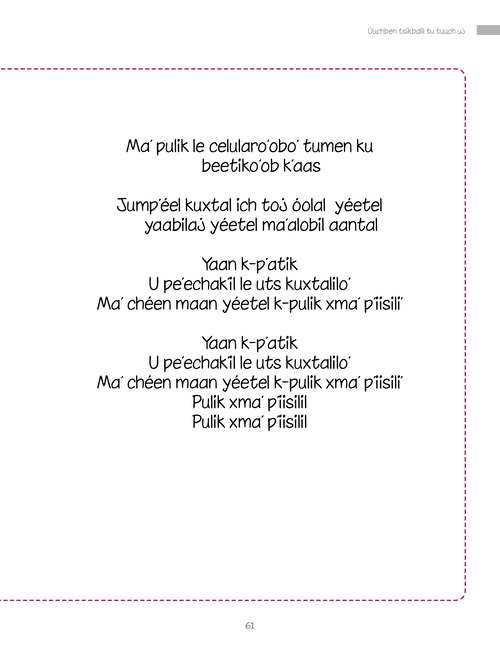 Úuchben tsikbalil tu tuuch uj
Ma' pulik le celularo'obo' tumen ku
beetiko'ob k'aas
Jump'éel kuxtal ich toj óolal yéetel
yaabilaj yéetel ma'alobil aantal
Yaan k-p'atik
U pe'echak'il le uts kuxtalilo'
Ma' chéen maan yéetel k-pulik xma' p'iisili'
Yaan k-p'atik
U pe'echak'il le uts kuxtalilo'
Ma' chéen maan yéetel k-pulik xma' p'iisili'
Pulik xma' p'iisilil
Pulik xma' p'iisilil
61